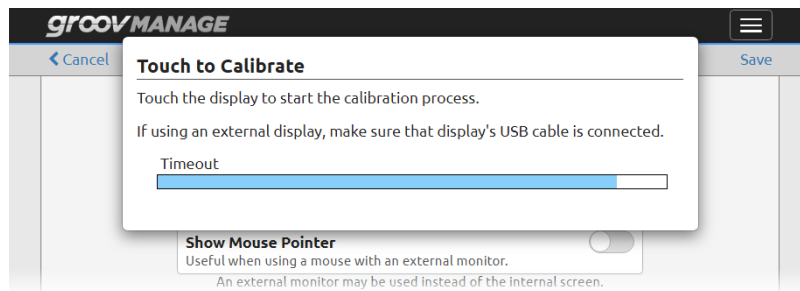 groov MANAGE
Cancel
Save
Touch to Calibrate
Touch the display to start the calibration process.
If using an external display, make sure that display's USB cable is connected.
Timeout
Show Mouse Pointer
Useful when using a mouse with an external monitor.
An external monitor may be used instead of the internal screen.